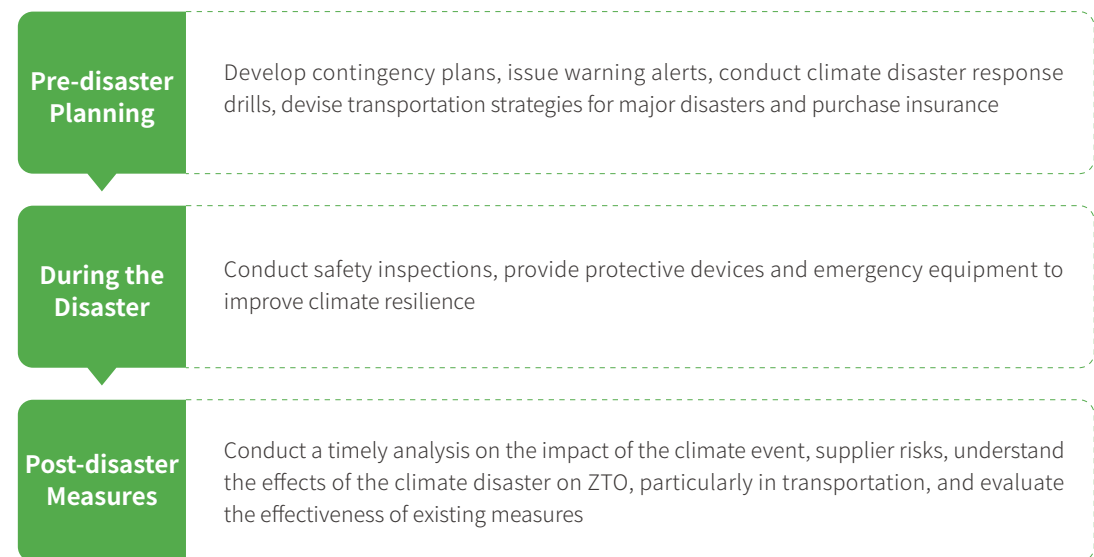 Pre-disaster
Planning
Develop contingency plans, issue warning alerts, conduct climate disaster response
drills, devise transportation strategies for major disasters and purchase insurance
During the
Disaster
Conduct safety inspections, provide protective devices and emergency equipment to
improve climate resilience
Post-disaster
Measures
Conduct a timely analysis on the impact of the climate event, supplier risks, understand
the effects of the climate disaster on ZTO, particularly in transportation, and evaluate
the effectiveness of existing measures